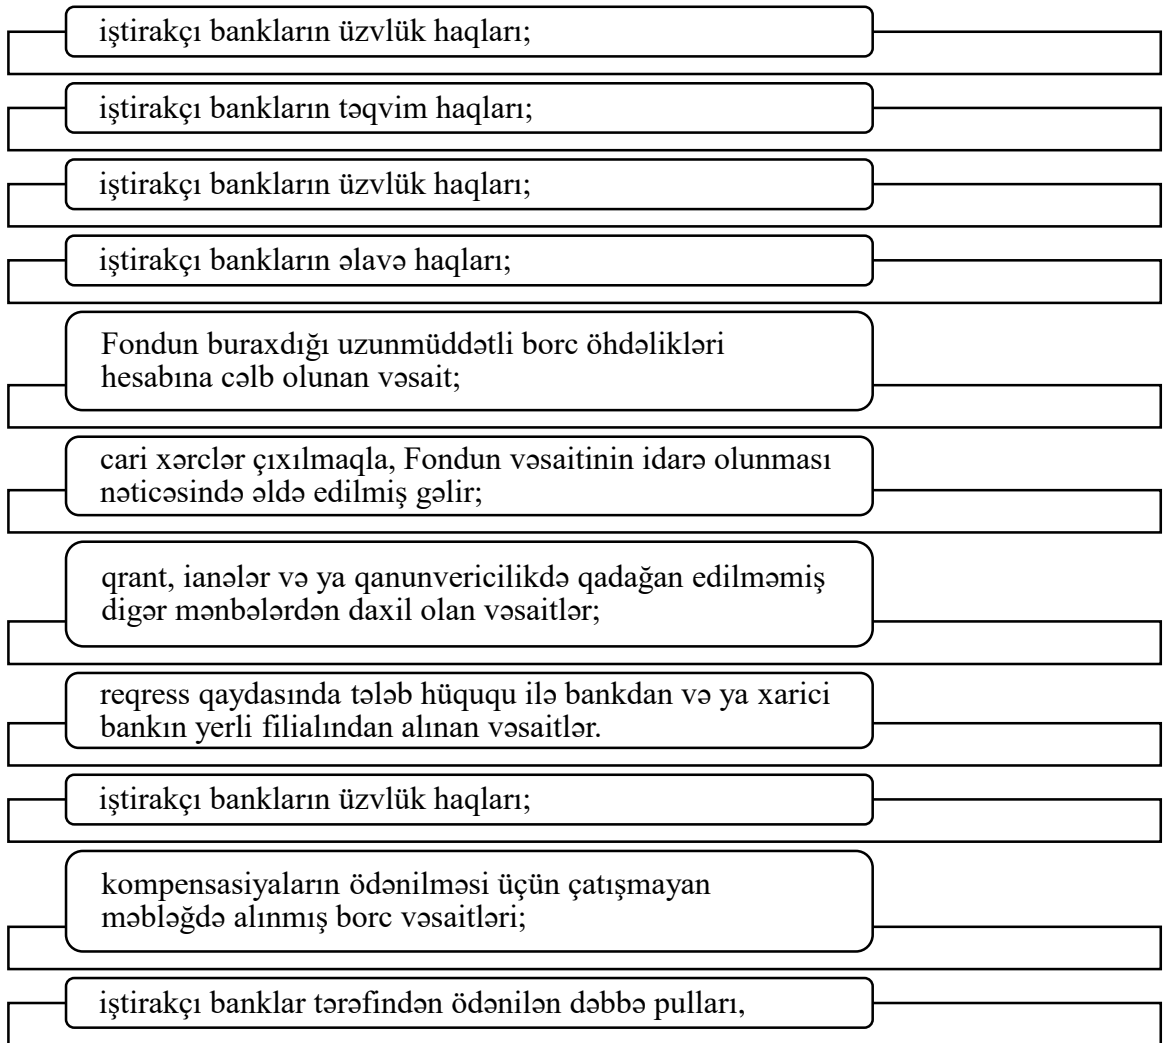 iştirakçı bankların üzvlük haqları;
iştirakçı bankların təqvim haqları;
iştirakçı bankların üzvlük haqları;
iştirakçı bankların əlavə haqları;
Fondun buraxdığı uzunmüddətli borc öhdəlikləri
hesabına cəlb olunan vəsait;
cari xərclər çıxılmaqla, Fondun vəsaitinin idarə olunması
nəticəsində əldə edilmiş gəlir;
qrant, ianələr və ya qanunvericilikdə qadağan edilməmiş
digər mənbələrdən daxil olan vəsaitlər;
reqress qaydasında tələb hüququ ilə bankdan və ya xarici
bankın yerli filialından alınan vəsaitlər.
iştirakçı bankların üzvlük haqları;
kompensasiyaların ödənilməsi üçün çatışmayan
məbləğdə alınmış borc vəsaitləri;
iştirakçı banklar tərəfindən ödənilən dəbbə pulları,